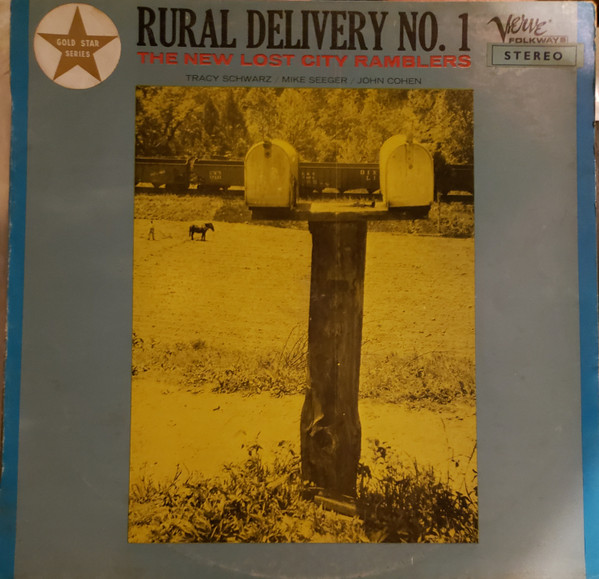 GOLD STAR
SERIES
RURAL DELIVERY NO. 1
THE NEW LOST CITY RAMBLERS
TRACY SCHWARZ / MIKE SEEGER / JOHN COHEN
Verve
FOLKWAYS
STEREO